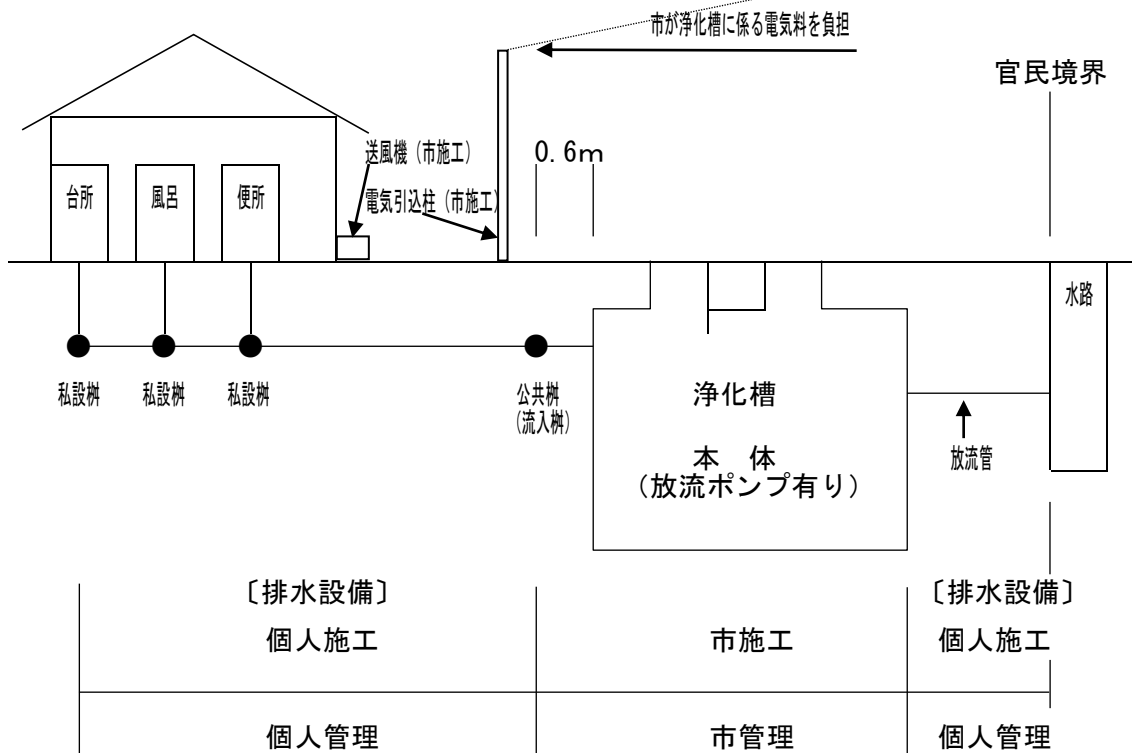 市が浄化槽に係る電気料を負担
官民境界
送風機（市施工）
0.6m
電気引込柱（市施工）
台所
風呂
便所
水路
私設桝
私設桝
私設桝
公共桝
（流入桝）
浄化槽
本　体
（放流ポンプ有り）
放流管
〔排水設備〕
〔排水設備〕
個人施工
市施工
個人施工
個人管理
市管理
個人管理